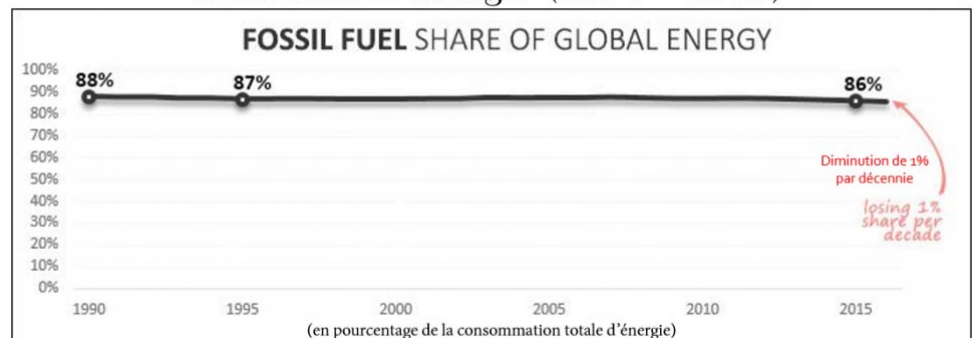 FOSSIL FUEL SHARE OF GLOBAL ENERGY
100%
90%
80%
70%
60%
50%
40%
30%
20%
10%
0%
88%
87%
86%
Diminution de 1%
par décennie
losing 1%
share per
decade
1990 1995 2000 2005 2010 2015
(en pourcentage de la consommation totale d'énergie)